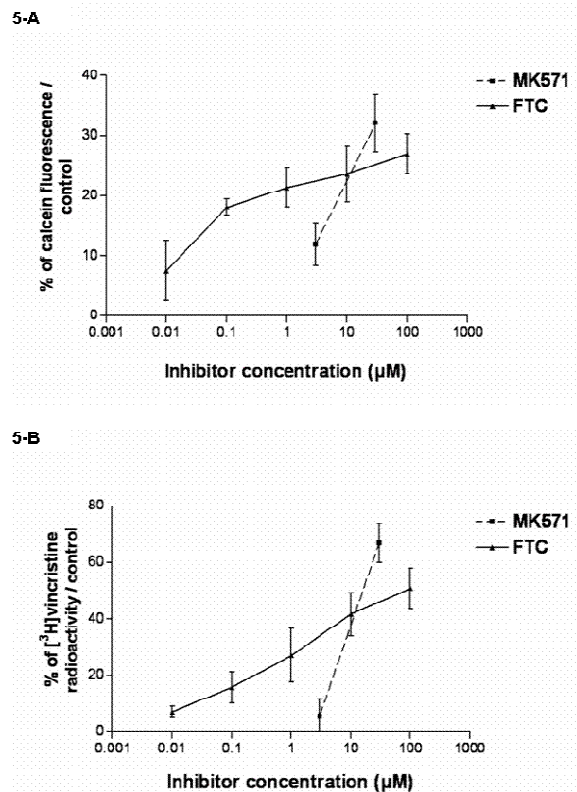 5-A
40
30
20
10
0
% of calcein fluorescence /
control
0.001 0.01 0.1 1 10 100 1000
Inhibitor concentration (µM)
MK571
FTC
5-B
80
60
40
20
0
% of [³H]vincristine
radioactivity / control
0.001 0.01 0.1 1 10 100 1000
Inhibitor concentration (µM)
MK571
FTC